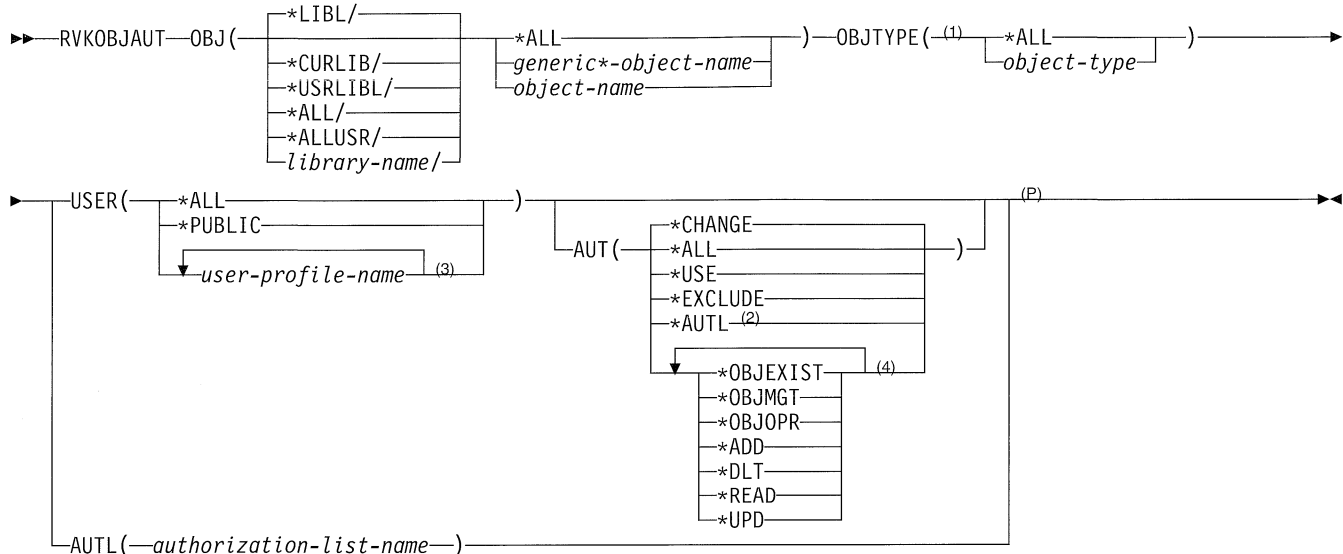 *LIBL/
RVKOBJAUT OBJ( *ALL ) OBJTYPE( (1) *ALL )
*CURLIB/ generic*-object-name object-type
*USRLIBL/ object-name
*ALL/
*ALLUSR/
library-name/
USER( *ALL ) (P)
*PUBLIC *CHANGE
user-profile-name (3) AUT( *ALL )
*USE
*EXCLUDE
*AUTL (2)
*OBJEXIST (4)
*OBJMGT
*OBJOPR
*ADD
*DLT
*READ
*UPD
AUTL( authorization-list-name )